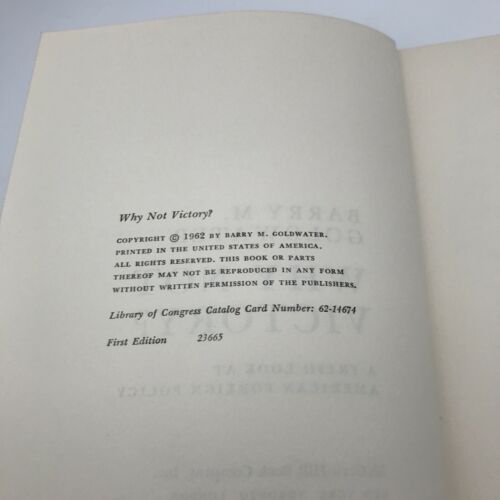 Why Not Victory?
COPYRIGHT © 1962 BY BARRY M. GOLDWATER.
PRINTED IN THE UNITED STATES OF AMERICA.
ALL RIGHTS RESERVED. THIS BOOK OR PARTS
THEREOF MAY NOT BE REPRODUCED IN ANY FORM
WITHOUT WRITTEN PERMISSION OF THE PUBLISHERS.
Library of Congress Catalog Card Number: 62-14674
First Edition 23665